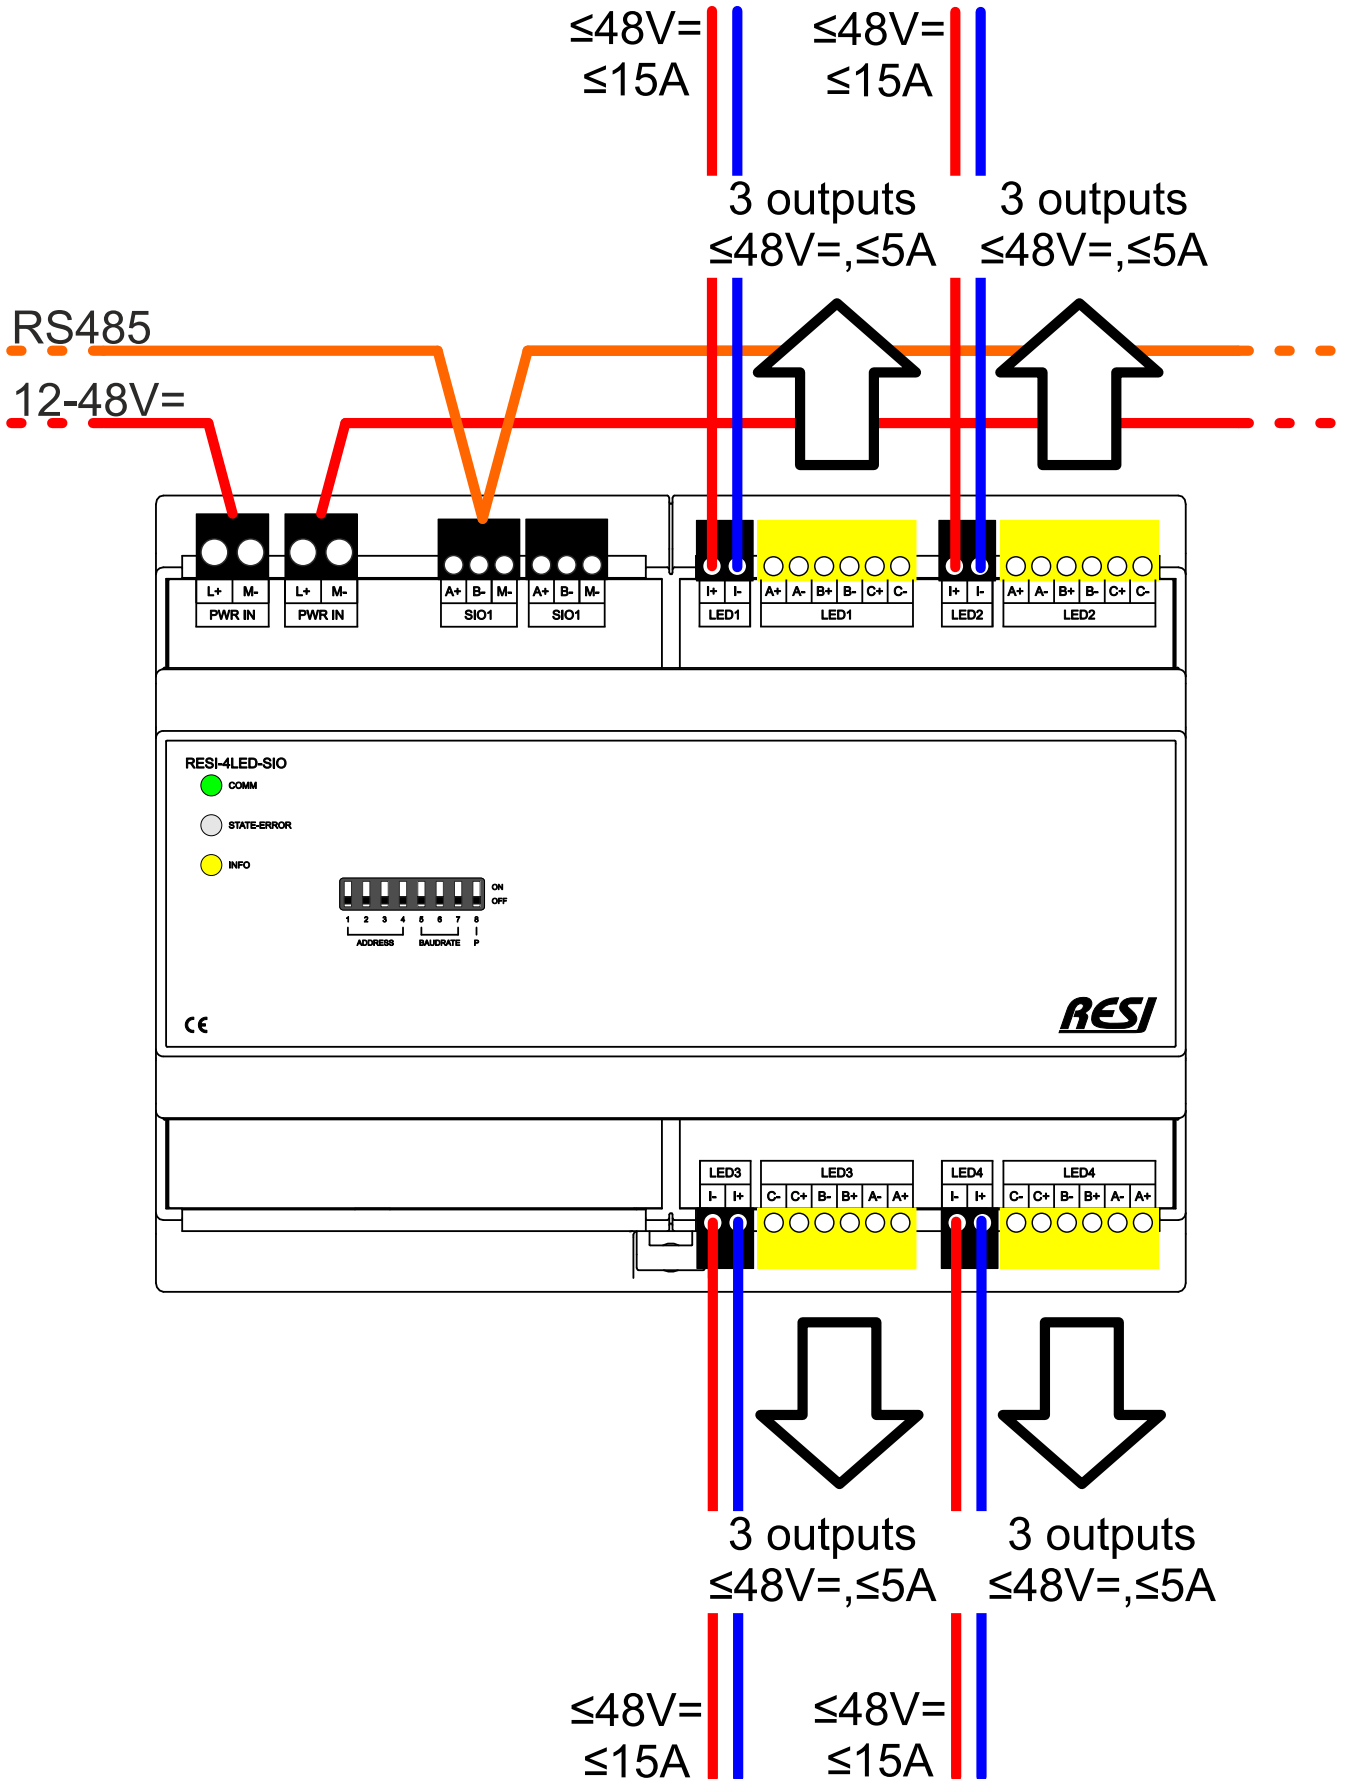 ≤48V= ≤48V=
≤15A ≤15A
3 outputs 3 outputs
≤48V=,≤5A ≤48V=,≤5A
RS485
12-48V=
L+ M- L+ M- A+ B- M- A+ B- M- I+ I- A+ A- B+ B- C+ C- I+ I- A+ A- B+ B- C+ C-
PWR IN PWR IN SIO1 SIO1 LED1 LED1 LED2 LED2
RESI-4LED-SIO
COMM
STATE-ERROR
INFO
ON
OFF
1 2 3 4 5 6 7 8
ADDRESS BAUDRATE P
CE RESI
LED3 LED3 LED4 LED4
I- I+ C- C+ B- B+ A- A+ I- I+ C- C+ B- B+ A- A+
3 outputs 3 outputs
≤48V=,≤5A ≤48V=,≤5A
≤48V= ≤48V=
≤15A ≤15A